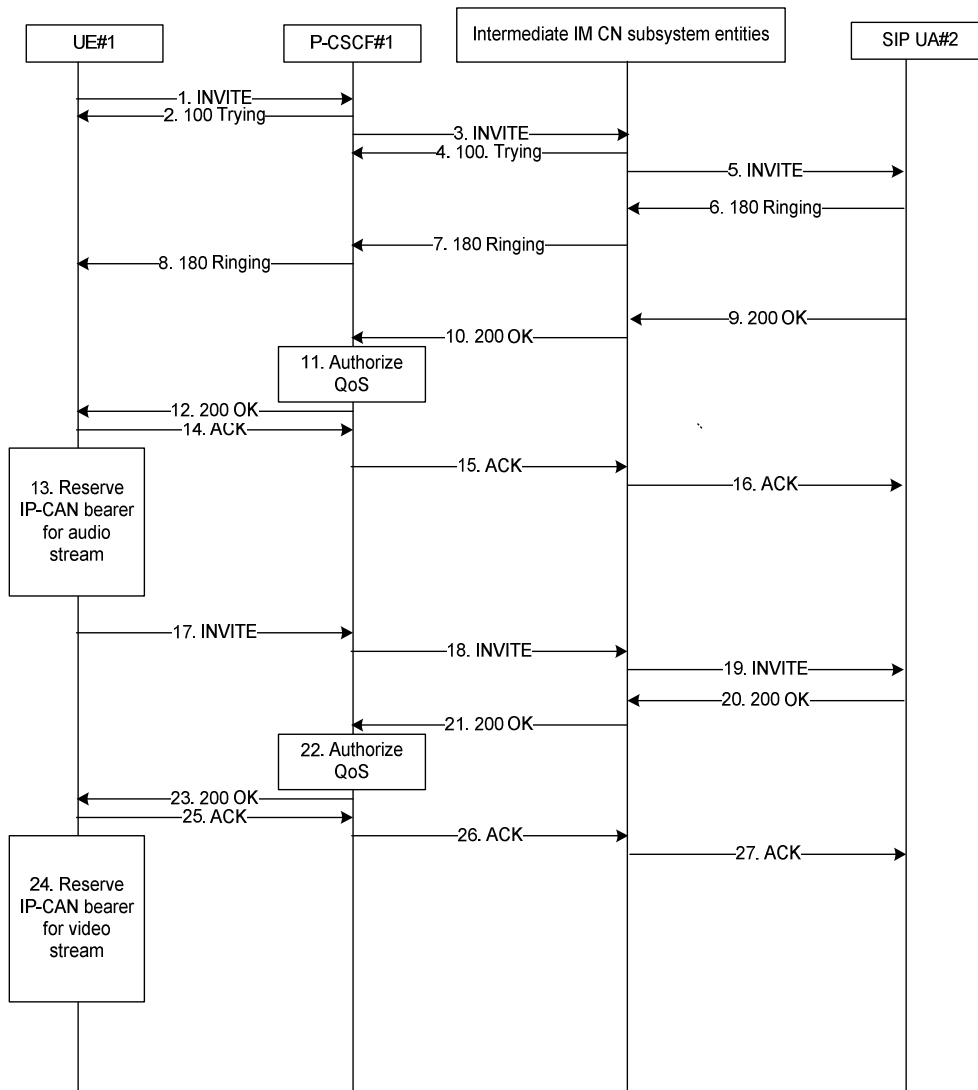 UE#1
P-CSCF#1
Intermediate IM CN subsystem entities
SIP UA#2
1. INVITE
2. 100 Trying
3. INVITE
4. 100. Trying
5. INVITE
6. 180 Ringing
7. 180 Ringing
8. 180 Ringing
9. 200 OK
10. 200 OK
11. Authorize
QoS
12. 200 OK
14. ACK
15. ACK
16. ACK
13. Reserve
IP-CAN bearer
for audio
stream
17. INVITE
18. INVITE
19. INVITE
20. 200 OK
21. 200 OK
22. Authorize
QoS
23. 200 OK
25. ACK
26. ACK
27. ACK
24. Reserve
IP-CAN bearer
for video
stream